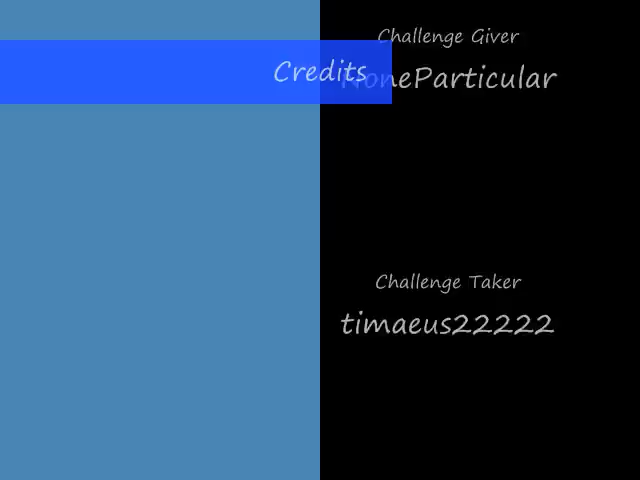 Challenge Giver
Credits
NoneParticular
Challenge Taker
timaeus22222